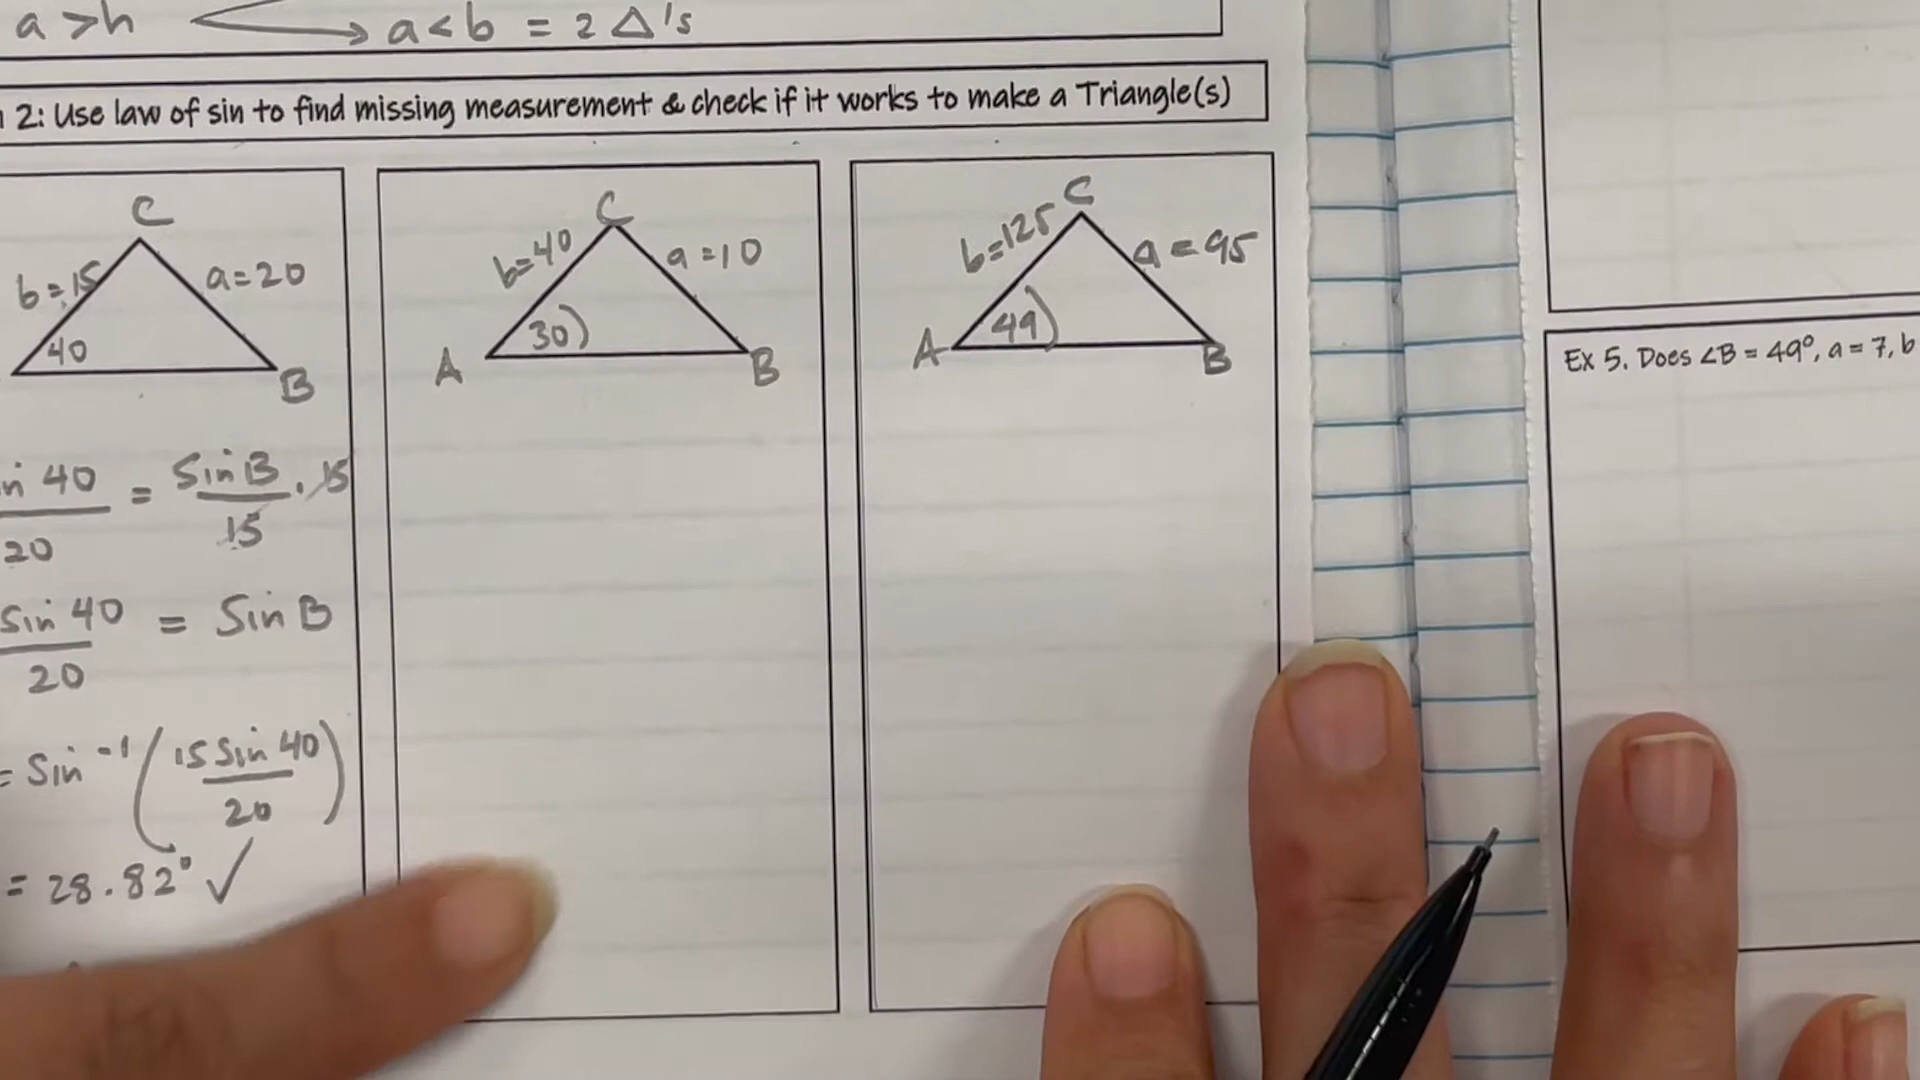 a >h ⟷ a < b = 2 △'s
2: Use law of sin to find missing measurement & check if it works to make a Triangle(s)
C
b=15
a=20
40
B
in 40 / 20 = Sin B / 15 · 15
Sin 40 / 20 = Sin B
= Sin⁻¹ ( 15 Sin 40 / 20 )
= 28.82° ✓
C
b=40
a=10
30)
A
B
C
b=125
a=95
49)
A
B
Ex 5. Does ∠B = 49°, a = 7, b